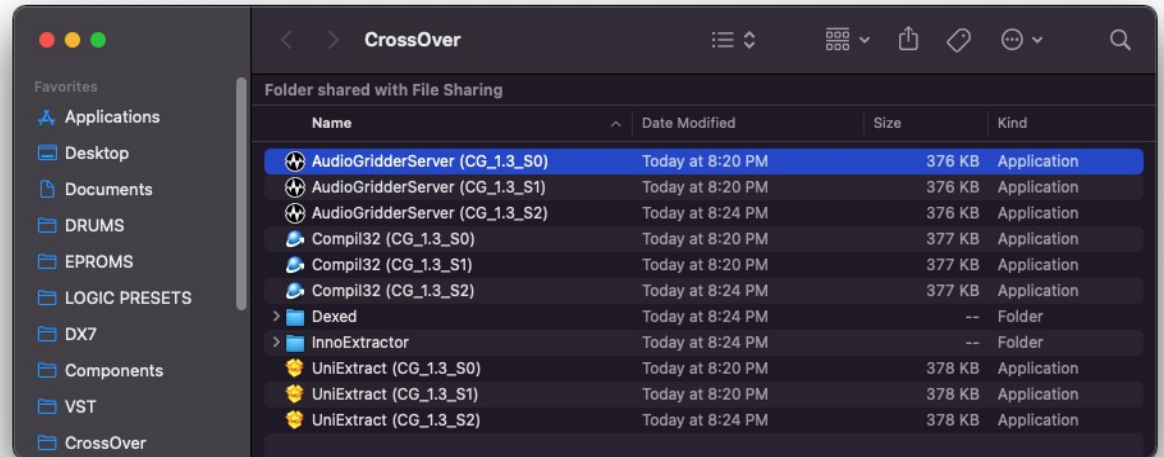 CrossOver
Favorites
Applications
Desktop
Documents
DRUMS
EPROMS
LOGIC PRESETS
DX7
Components
VST
CrossOver
Folder shared with File Sharing
Name Date Modified Size Kind
AudioGridderServer (CG_1.3_S0) Today at 8:20 PM 376 KB Application
AudioGridderServer (CG_1.3_S1) Today at 8:20 PM 376 KB Application
AudioGridderServer (CG_1.3_S2) Today at 8:24 PM 376 KB Application
Compil32 (CG_1.3_S0) Today at 8:20 PM 377 KB Application
Compil32 (CG_1.3_S1) Today at 8:20 PM 377 KB Application
Compil32 (CG_1.3_S2) Today at 8:24 PM 377 KB Application
Dexed Today at 8:24 PM -- Folder
InnoExtractor Today at 8:24 PM -- Folder
UniExtract (CG_1.3_S0) Today at 8:20 PM 378 KB Application
UniExtract (CG_1.3_S1) Today at 8:20 PM 378 KB Application
UniExtract (CG_1.3_S2) Today at 8:24 PM 378 KB Application